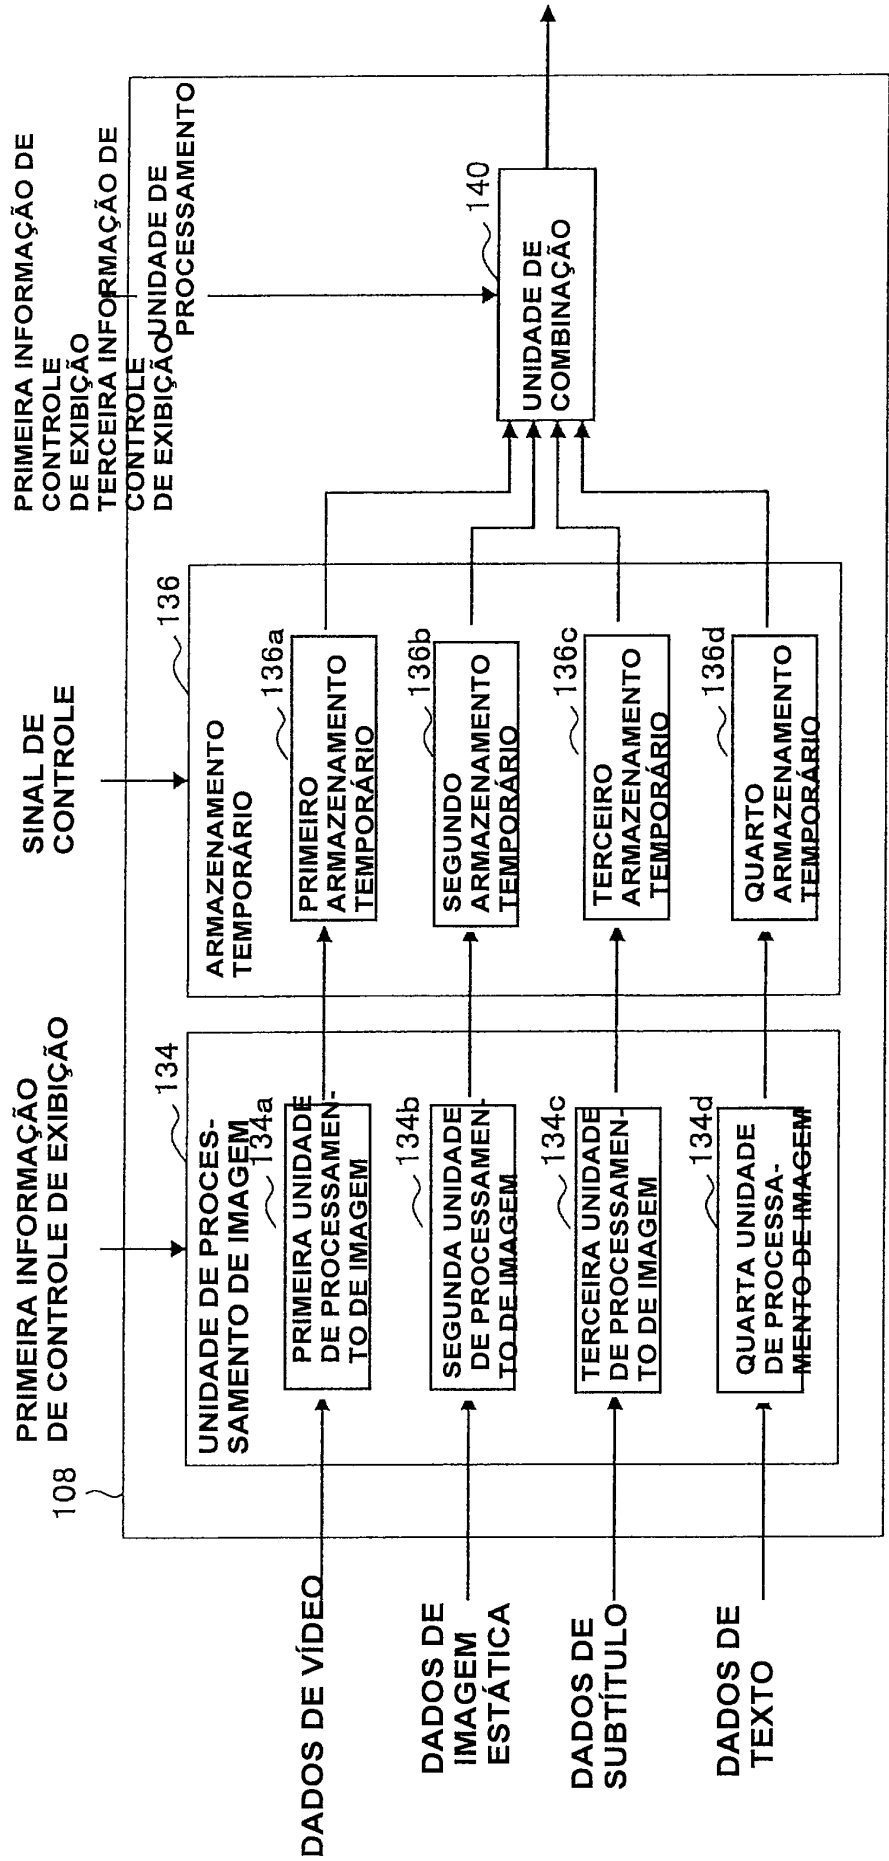 PRIMEIRA INFORMAÇÃO
DE CONTROLE DE EXIBIÇÃO
SINAL DE
CONTROLE
PRIMEIRA INFORMAÇÃO DE
CONTROLE
DE EXIBIÇÃO
TERCEIRA INFORMAÇÃO DE
CONTROLE
DE EXIBIÇÃO
UNIDADE DE
PROCESSAMENTO
108
134
UNIDADE DE PROCES-
SAMENTO DE IMAGEM
136
ARMAZENAMENTO
TEMPORÁRIO
DADOS DE VÍDEO
134a
PRIMEIRA UNIDADE
DE PROCESSAMEN-
TO DE IMAGEM
136a
PRIMEIRO
ARMAZENAMENTO
TEMPORÁRIO
DADOS DE
IMAGEM
ESTÁTICA
134b
SEGUNDA UNIDADE
DE PROCESSAMEN-
TO DE IMAGEM
136b
SEGUNDO
ARMAZENAMENTO
TEMPORÁRIO
140
UNIDADE DE
COMBINAÇÃO
DADOS DE
SUBTÍTULO
134c
TERCEIRA UNIDADE
DE PROCESSAMEN-
TO DE IMAGEM
136c
TERCEIRO
ARMAZENAMENTO
TEMPORÁRIO
DADOS DE
TEXTO
134d
QUARTA UNIDADE
DE PROCESSA-
MENTO DE IMAGEM
136d
QUARTO
ARMAZENAMENTO
TEMPORÁRIO